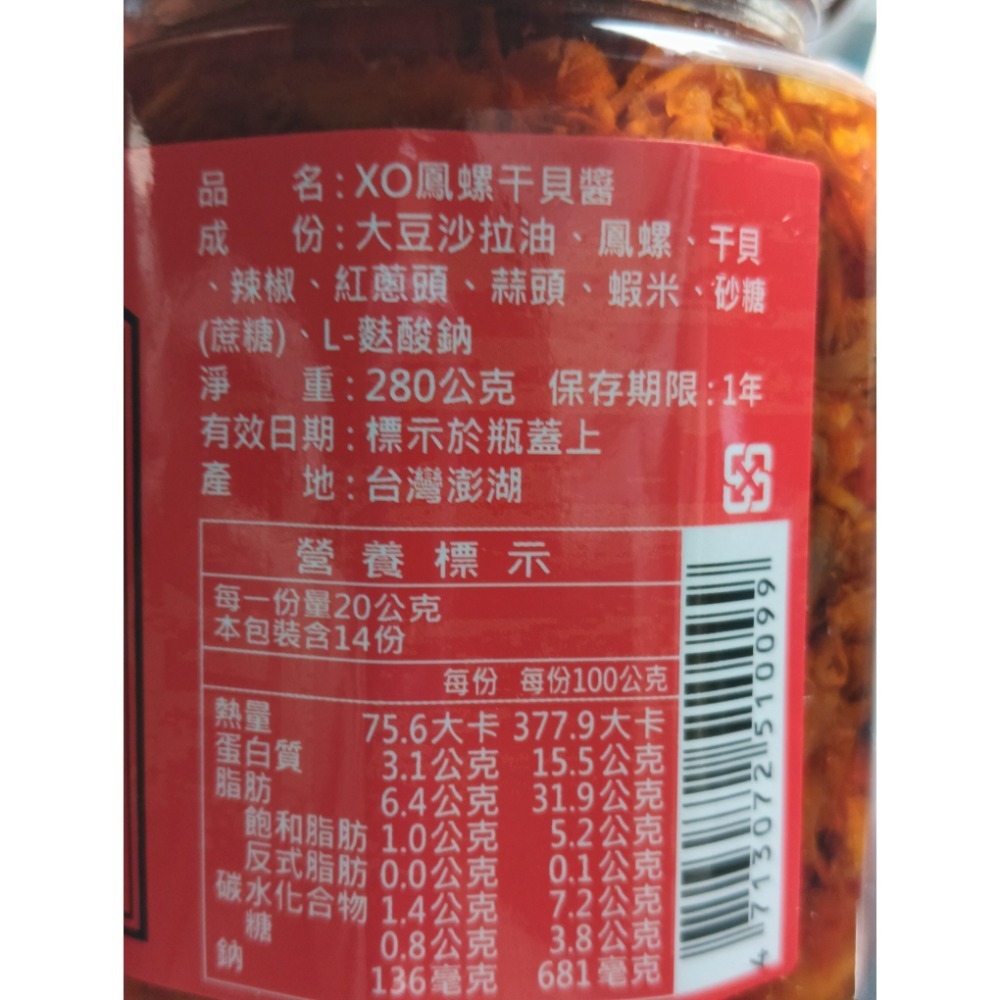 品名:XO鳳螺干貝醬
成份:大豆沙拉油、鳳螺、干貝
、辣椒、紅蔥頭、蒜頭、蝦米、砂糖
(蔗糖)、L-麩酸鈉
淨重:280公克 保存期限:1年
有效日期:標示於瓶蓋上
產地:台灣澎湖
營養標示
每一份量20公克
本包裝含14份
每份 每份100公克
熱量 75.6大卡 377.9大卡
蛋白質 3.1公克 15.5公克
脂肪 6.4公克 31.9公克
飽和脂肪 1.0公克 5.2公克
反式脂肪 0.0公克 0.1公克
碳水化合物 1.4公克 7.2公克
糖 0.8公克 3.8公克
鈉 136毫克 681毫克
4713072510099